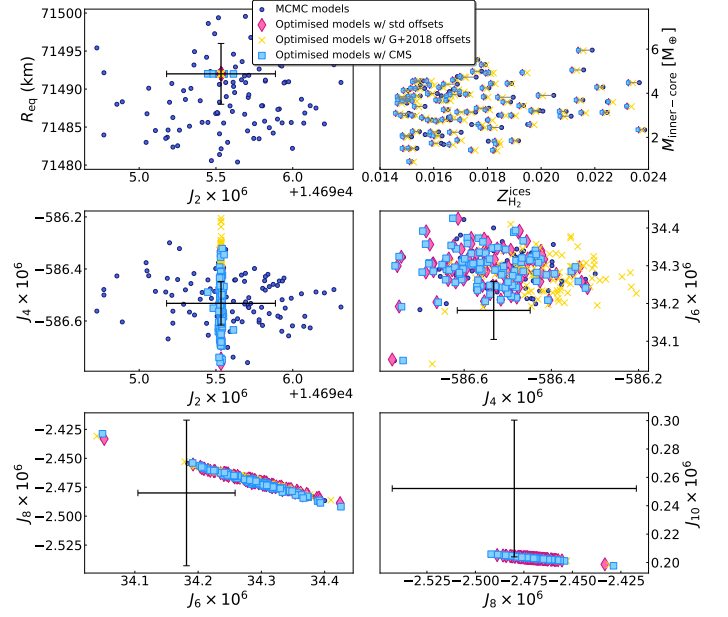 MCMC models
Optimised models w/ std offsets
Optimised models w/ G+2018 offsets
Optimised models w/ CMS
71500
71495
71490
71485
71480
R_eq (km)
5.0
5.5
6.0
J_2 × 10^6
+1.469e4
6
4
2
M_inner−core [M_⊕]
0.014
0.016
0.018
0.020
0.022
0.024
Z_H_2^ices
−586.2
−586.4
−586.6
J_4 × 10^6
5.0
5.5
6.0
J_2 × 10^6
+1.469e4
34.4
34.3
34.2
34.1
J_6 × 10^6
−586.6
−586.4
−586.2
J_4 × 10^6
−2.425
−2.450
−2.475
−2.500
−2.525
J_8 × 10^6
34.1
34.2
34.3
34.4
J_6 × 10^6
0.30
0.28
0.26
0.24
0.22
0.20
J_10 × 10^6
−2.525
−2.500
−2.475
−2.450
−2.425
J_8 × 10^6